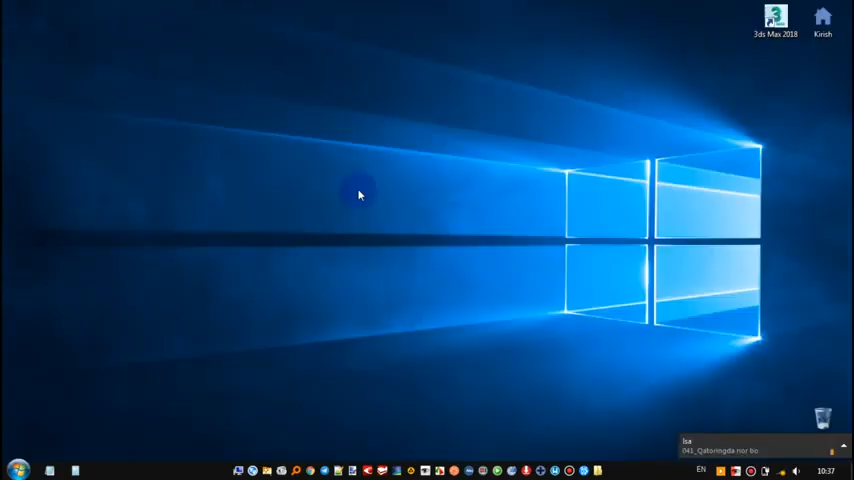 3ds Max 2018
Kirish
Isa
041_Qatoringda nor bo
EN
10:37